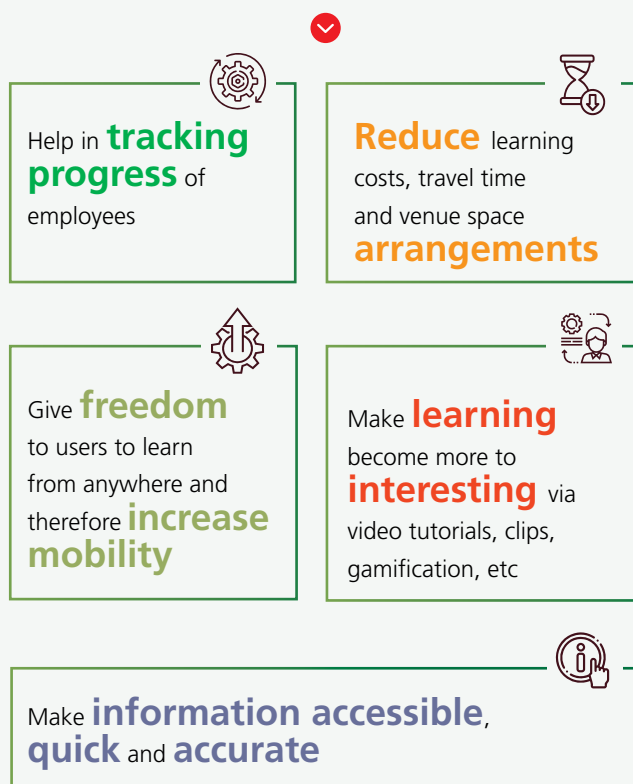 Help in tracking
progress of
employees
Reduce learning
costs, travel time
and venue space
arrangements
Give freedom
to users to learn
from anywhere and
therefore increase
mobility
Make learning
become more to
interesting via
video tutorials, clips,
gamification, etc
Make information accessible,
quick and accurate